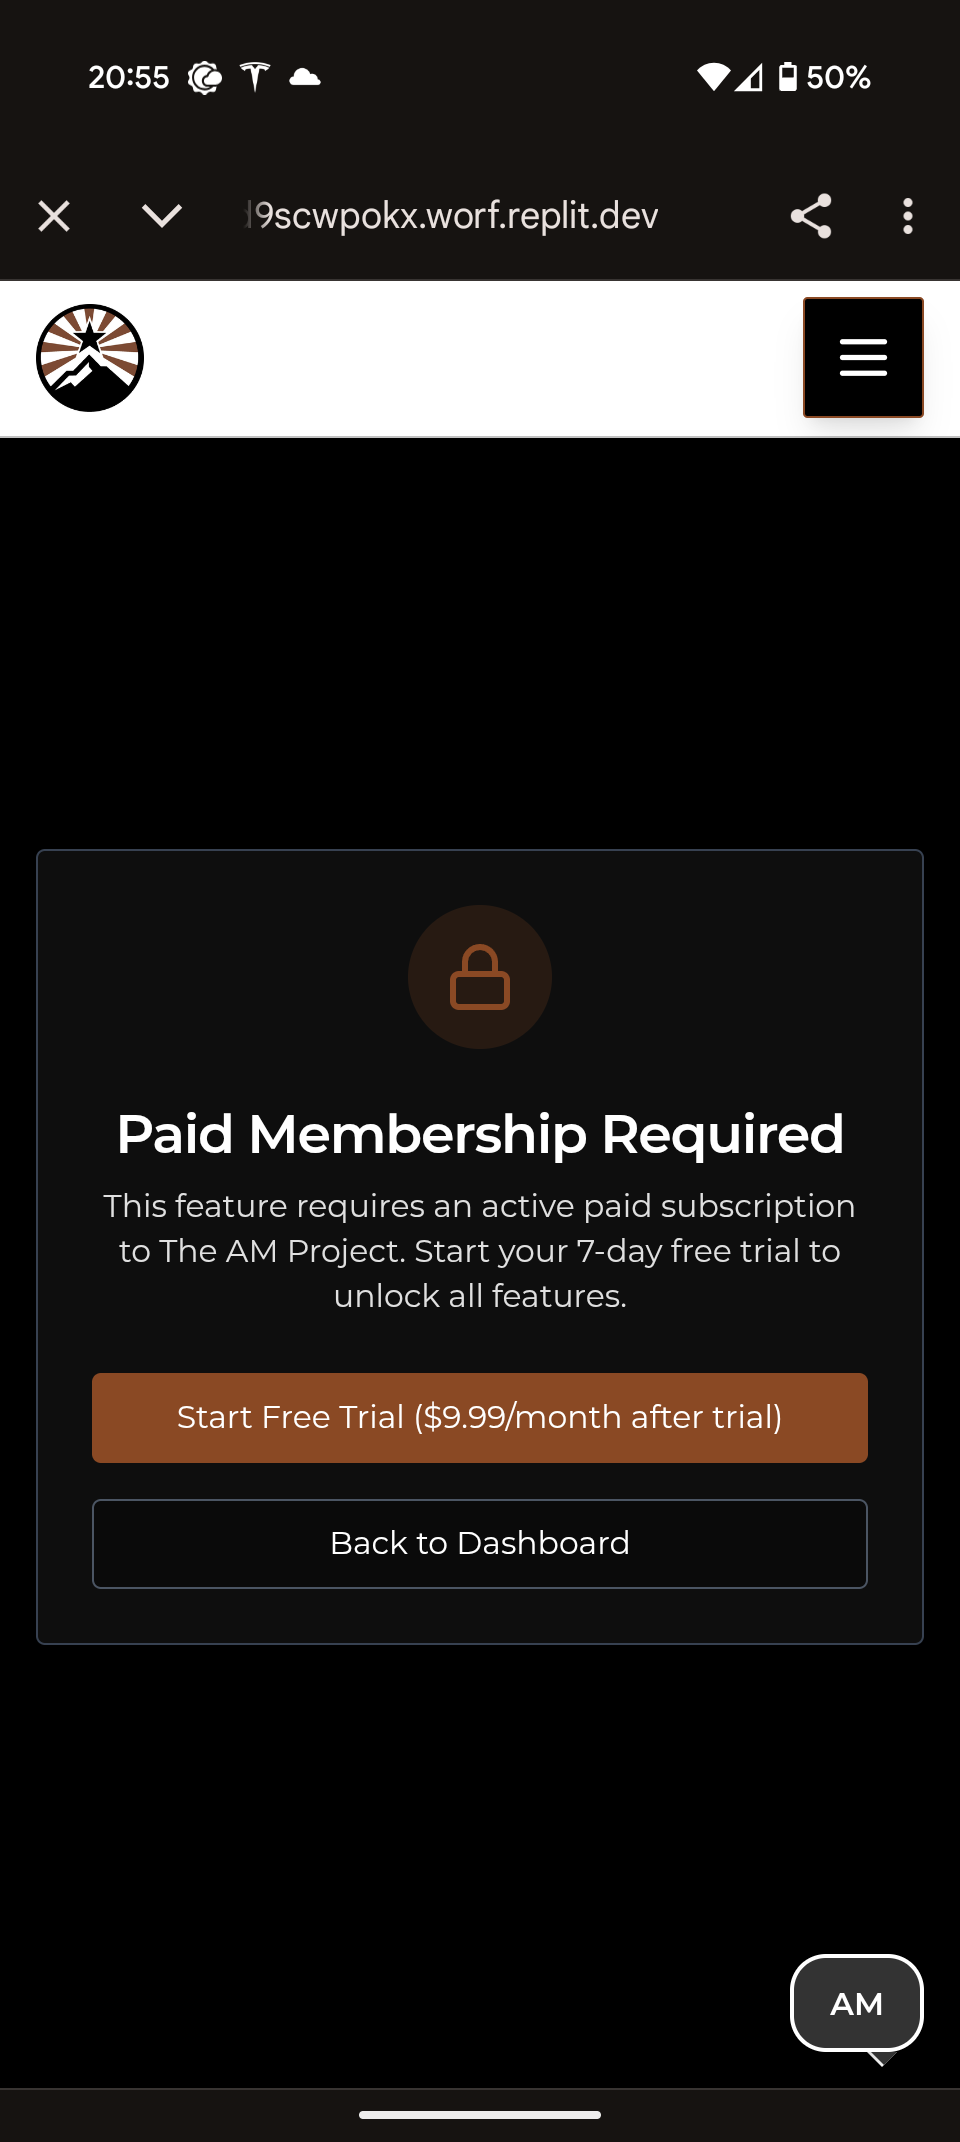 20:55
50%
9scwpokx.worf.replit.dev
Paid Membership Required
This feature requires an active paid subscription
to The AM Project. Start your 7-day free trial to
unlock all features.
Start Free Trial ($9.99/month after trial)
Back to Dashboard
AM